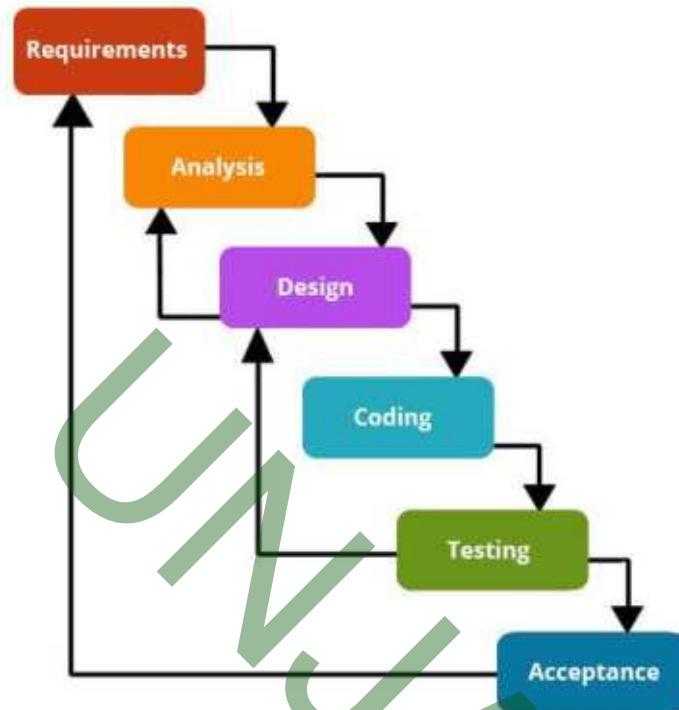 Requirements
Analysis
Design
Coding
Testing
Acceptance